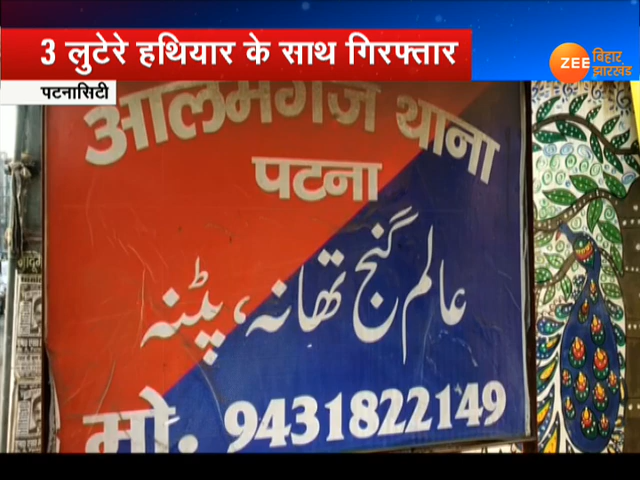 3 लुटेरे हथियार के साथ गिरफ्तार
ZEE बिहार झारखंड
पटनासिटी
आलमगंज थाना
पटना
عالم گنج تھانہ، پٹنہ
मो. 9431822149